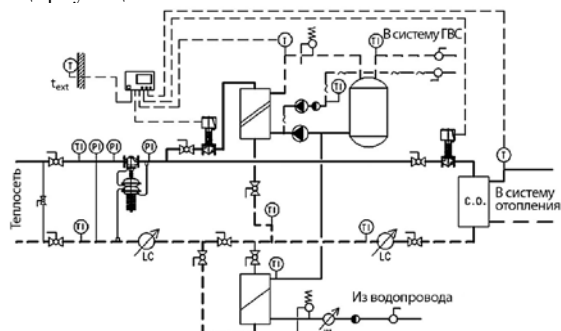 В систему ГВС
T
TI
T
TI
t ext
TI
PI
PI
PI
T
Теплосеть
С.О.
В систему отопления
TI
TI
TI
LC
LC
TI
Из водопровода